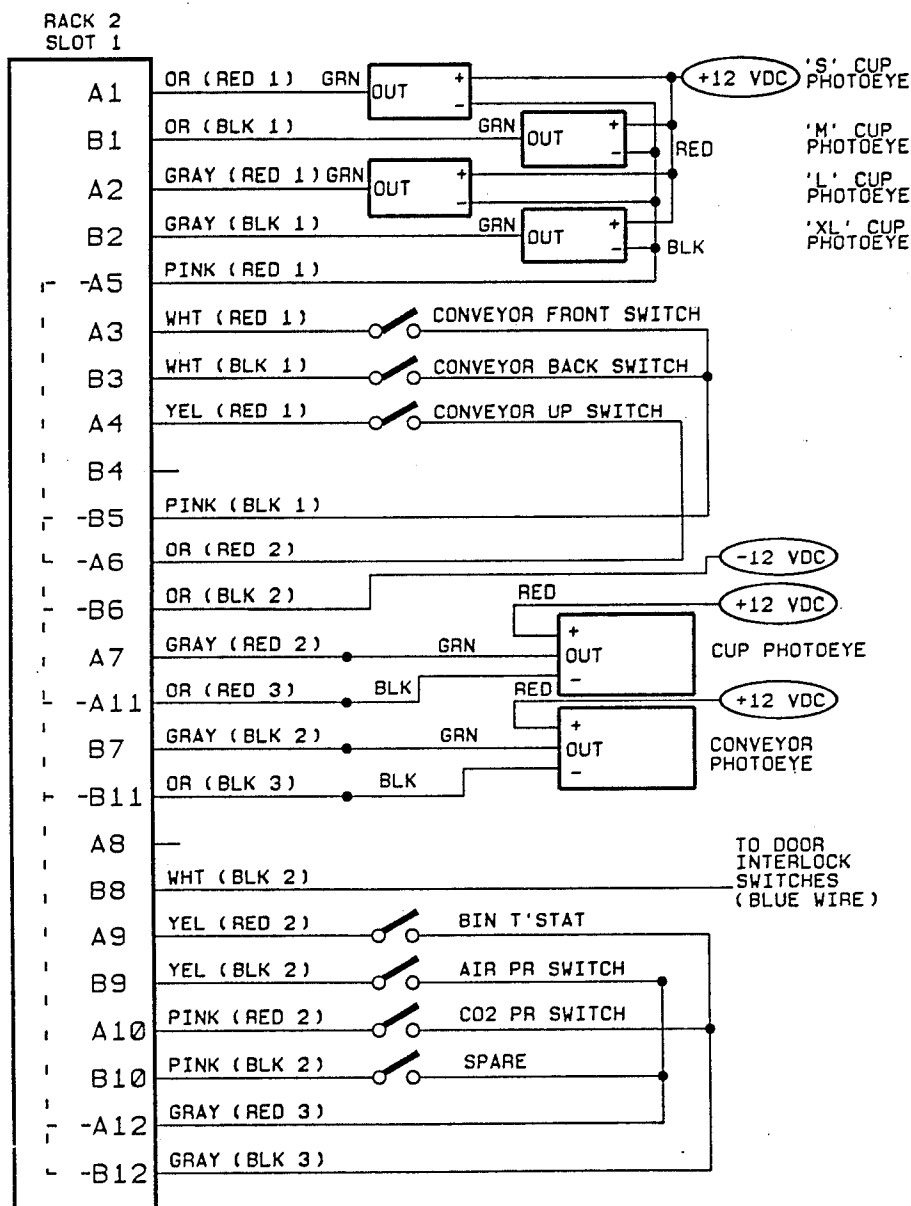 RACK 2
SLOT 1
A1 OR (RED 1) GRN OUT + - +12 VDC 'S' CUP PHOTOEYE
B1 OR (BLK 1) GRN OUT + - RED 'M' CUP PHOTOEYE
A2 GRAY (RED 1) GRN OUT + - 'L' CUP PHOTOEYE
B2 GRAY (BLK 1) GRN OUT + - BLK 'XL' CUP PHOTOEYE
-A5 PINK (RED 1)
A3 WHT (RED 1) CONVEYOR FRONT SWITCH
B3 WHT (BLK 1) CONVEYOR BACK SWITCH
A4 YEL (RED 1) CONVEYOR UP SWITCH
B4
-B5 PINK (BLK 1)
-A6 OR (RED 2)
-12 VDC
-B6 OR (BLK 2) RED +12 VDC
A7 GRAY (RED 2) GRN + OUT - CUP PHOTOEYE
-A11 OR (RED 3) BLK RED +12 VDC
B7 GRAY (BLK 2) GRN + OUT - CONVEYOR PHOTOEYE
-B11 OR (BLK 3) BLK
A8
B8 WHT (BLK 2) TO DOOR
INTERLOCK
SWITCHES
(BLUE WIRE)
A9 YEL (RED 2) BIN T'STAT
B9 YEL (BLK 2) AIR PR SWITCH
A10 PINK (RED 2) CO2 PR SWITCH
B10 PINK (BLK 2) SPARE
-A12 GRAY (RED 3)
-B12 GRAY (BLK 3)